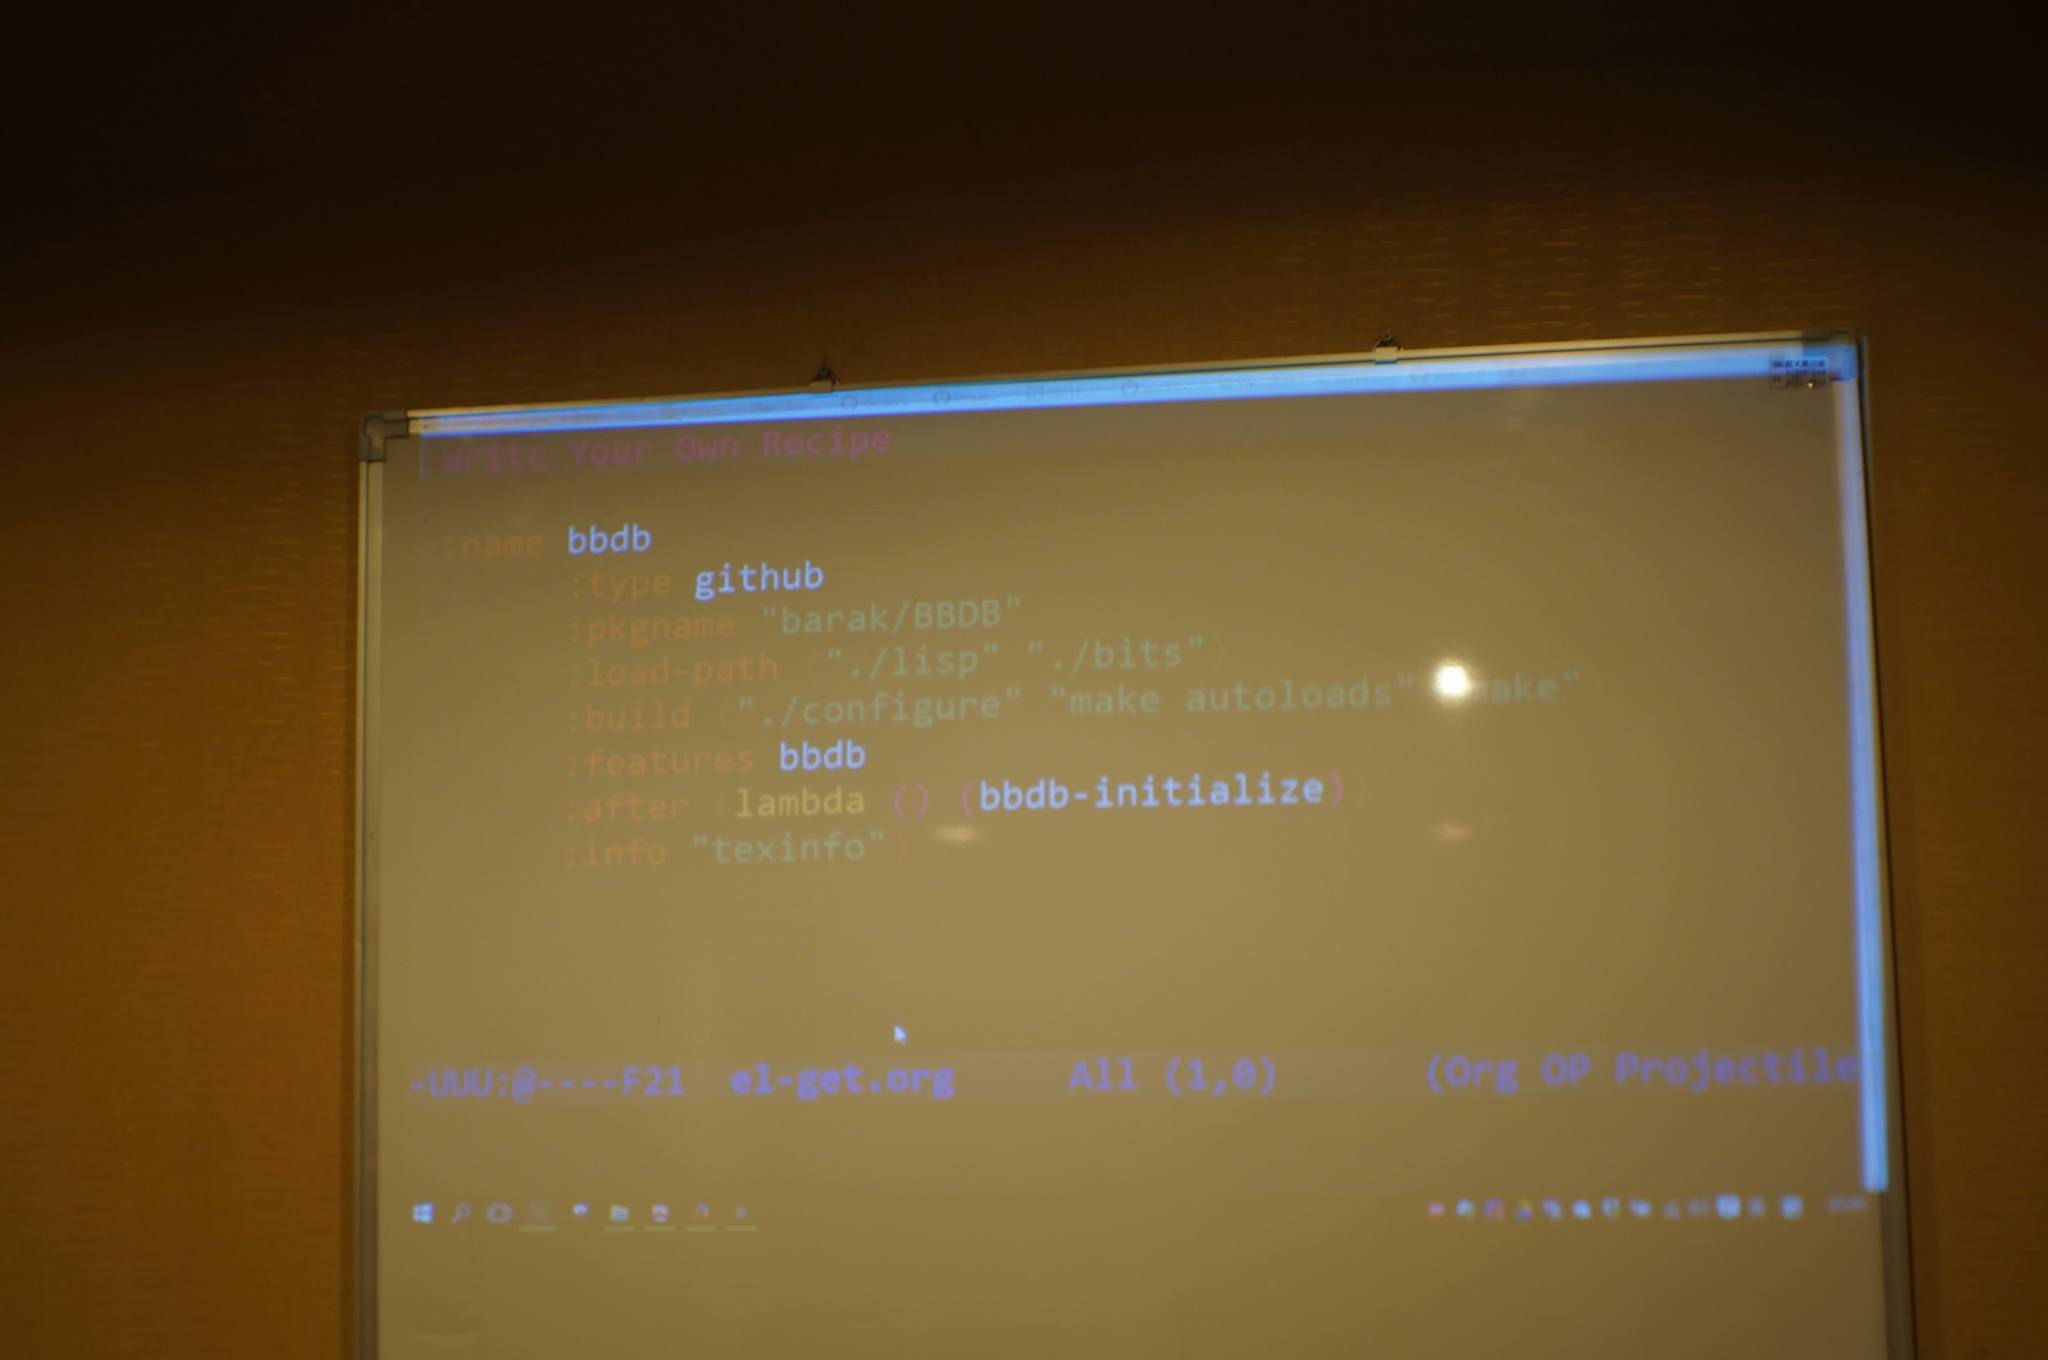 Write Your Own Recipe
:name bbdb
:type github
:pkgname "barak/BBDB"
:load-path ("./lisp" "./bits")
:build ("./configure" "make autoloads" make"
:features bbdb
:after (lambda () (bbdb-initialize)
:info "texinfo")
-UUU:@----F21 el-get.org All (1,0) (Org OP Projectile